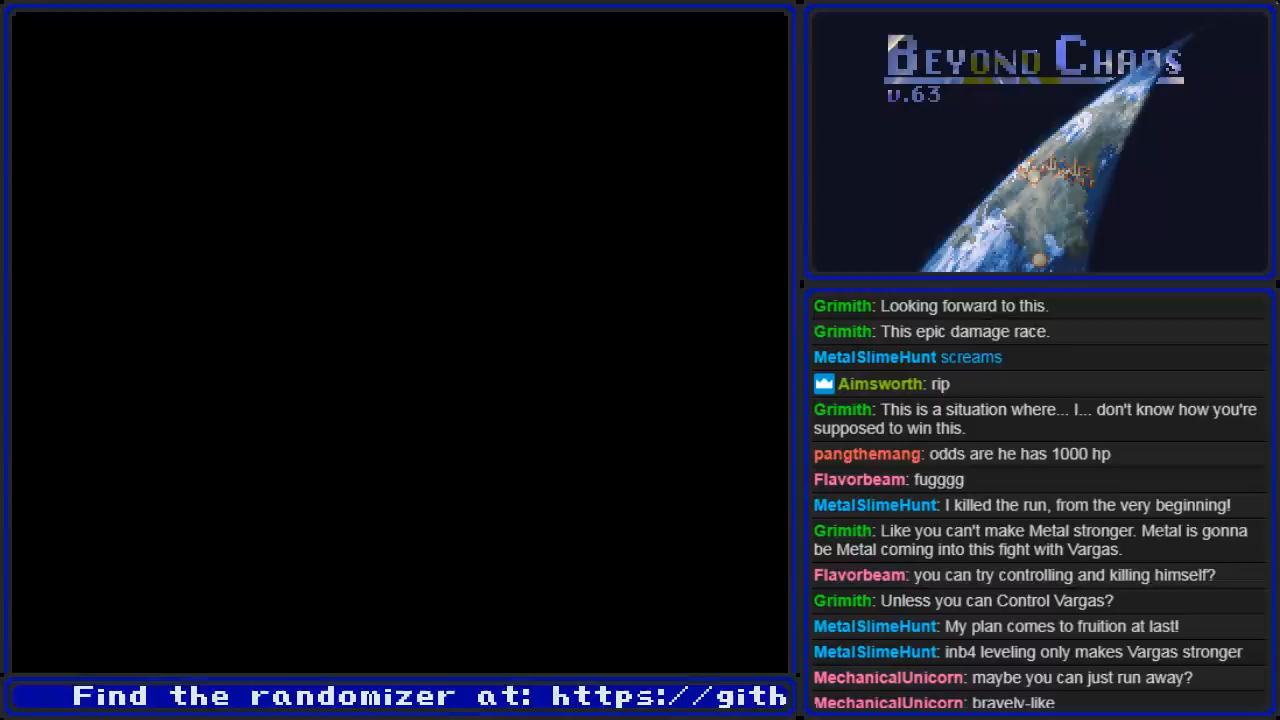 BEYOND CHAOS
v.63
Grimith: Looking forward to this.
Grimith: This epic damage race.
MetalSlimeHunt screams
Aimsworth: rip
Grimith: This is a situation where... I... don't know how you're
supposed to win this.
pangthemang: odds are he has 1000 hp
Flavorbeam: fugggg
MetalSlimeHunt: I killed the run, from the very beginning!
Grimith: Like you can't make Metal stronger. Metal is gonna
be Metal coming into this fight with Vargas.
Flavorbeam: you can try controlling and killing himself?
Grimith: Unless you can Control Vargas?
MetalSlimeHunt: My plan comes to fruition at last!
MetalSlimeHunt: inb4 leveling only makes Vargas stronger
MechanicalUnicorn: maybe you can just run away?
MechanicalUnicorn: bravely-like
Find the randomizer at: https://gith